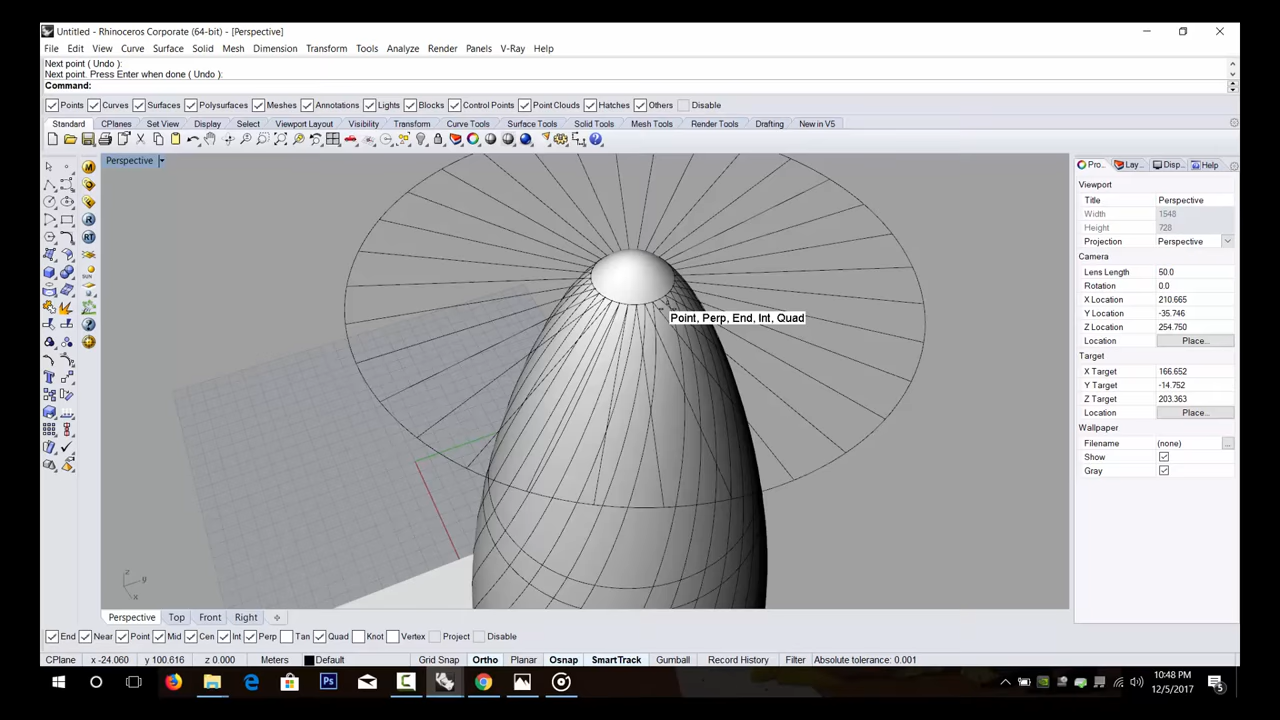 Untitled - Rhinoceros Corporate (64-bit) - [Perspective]
File Edit View Curve Surface Solid Mesh Dimension Transform Tools Analyze Render Panels V-Ray Help
Next point ( Undo ):
Next point. Press Enter when done ( Undo ):
Command:
Points Curves Surfaces Polysurfaces Meshes Annotations Lights Blocks Control Points Point Clouds Hatches Others Disable
Standard CPlanes Set View Display Select Viewport Layout Visibility Transform Curve Tools Surface Tools Solid Tools Mesh Tools Render Tools Drafting New in V5
Perspective
Pro... Lay... Disp... Help
Viewport
Title Perspective
Width 1548
Height 728
Projection Perspective
Camera
Lens Length 50.0
Rotation 0.0
X Location 210.665
Y Location -35.746
Z Location 254.750
Location Place...
Target
X Target 166.652
Y Target -14.752
Z Target 203.363
Location Place...
Wallpaper
Filename (none) ...
Show
Gray
Point, Perp, End, Int, Quad
z
y
x
Perspective Top Front Right
End Near Point Mid Cen Int Perp Tan Quad Knot Vertex Project Disable
CPlane x -24.060 y 100.616 z 0.000 Meters Default Grid Snap Ortho Planar Osnap SmartTrack Gumball Record History Filter Absolute tolerance: 0.001
10:48 PM
12/5/2017
5